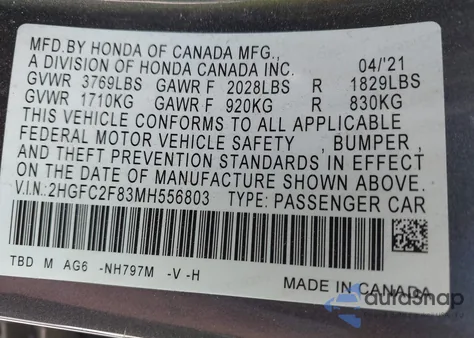 MFD.BY HONDA OF CANADA MFG.,
A DIVISION OF HONDA CANADA INC. 04/'21
GVWR 3769LBS GAWR F 2028LBS R 1829LBS
GVWR 1710KG GAWR F 920KG R 830KG
THIS VEHICLE CONFORMS TO ALL APPLICABLE
FEDERAL MOTOR VEHICLE SAFETY , BUMPER ,
AND THEFT PREVENTION STANDARDS IN EFFECT
ON THE DATE OF MANUFACTURE SHOWN ABOVE.
V.I.N: 2HGFC2F83MH556803 TYPE: PASSENGER CAR
TBD M AG6 -NH797M -V -H
MADE IN CANADA
autosnap